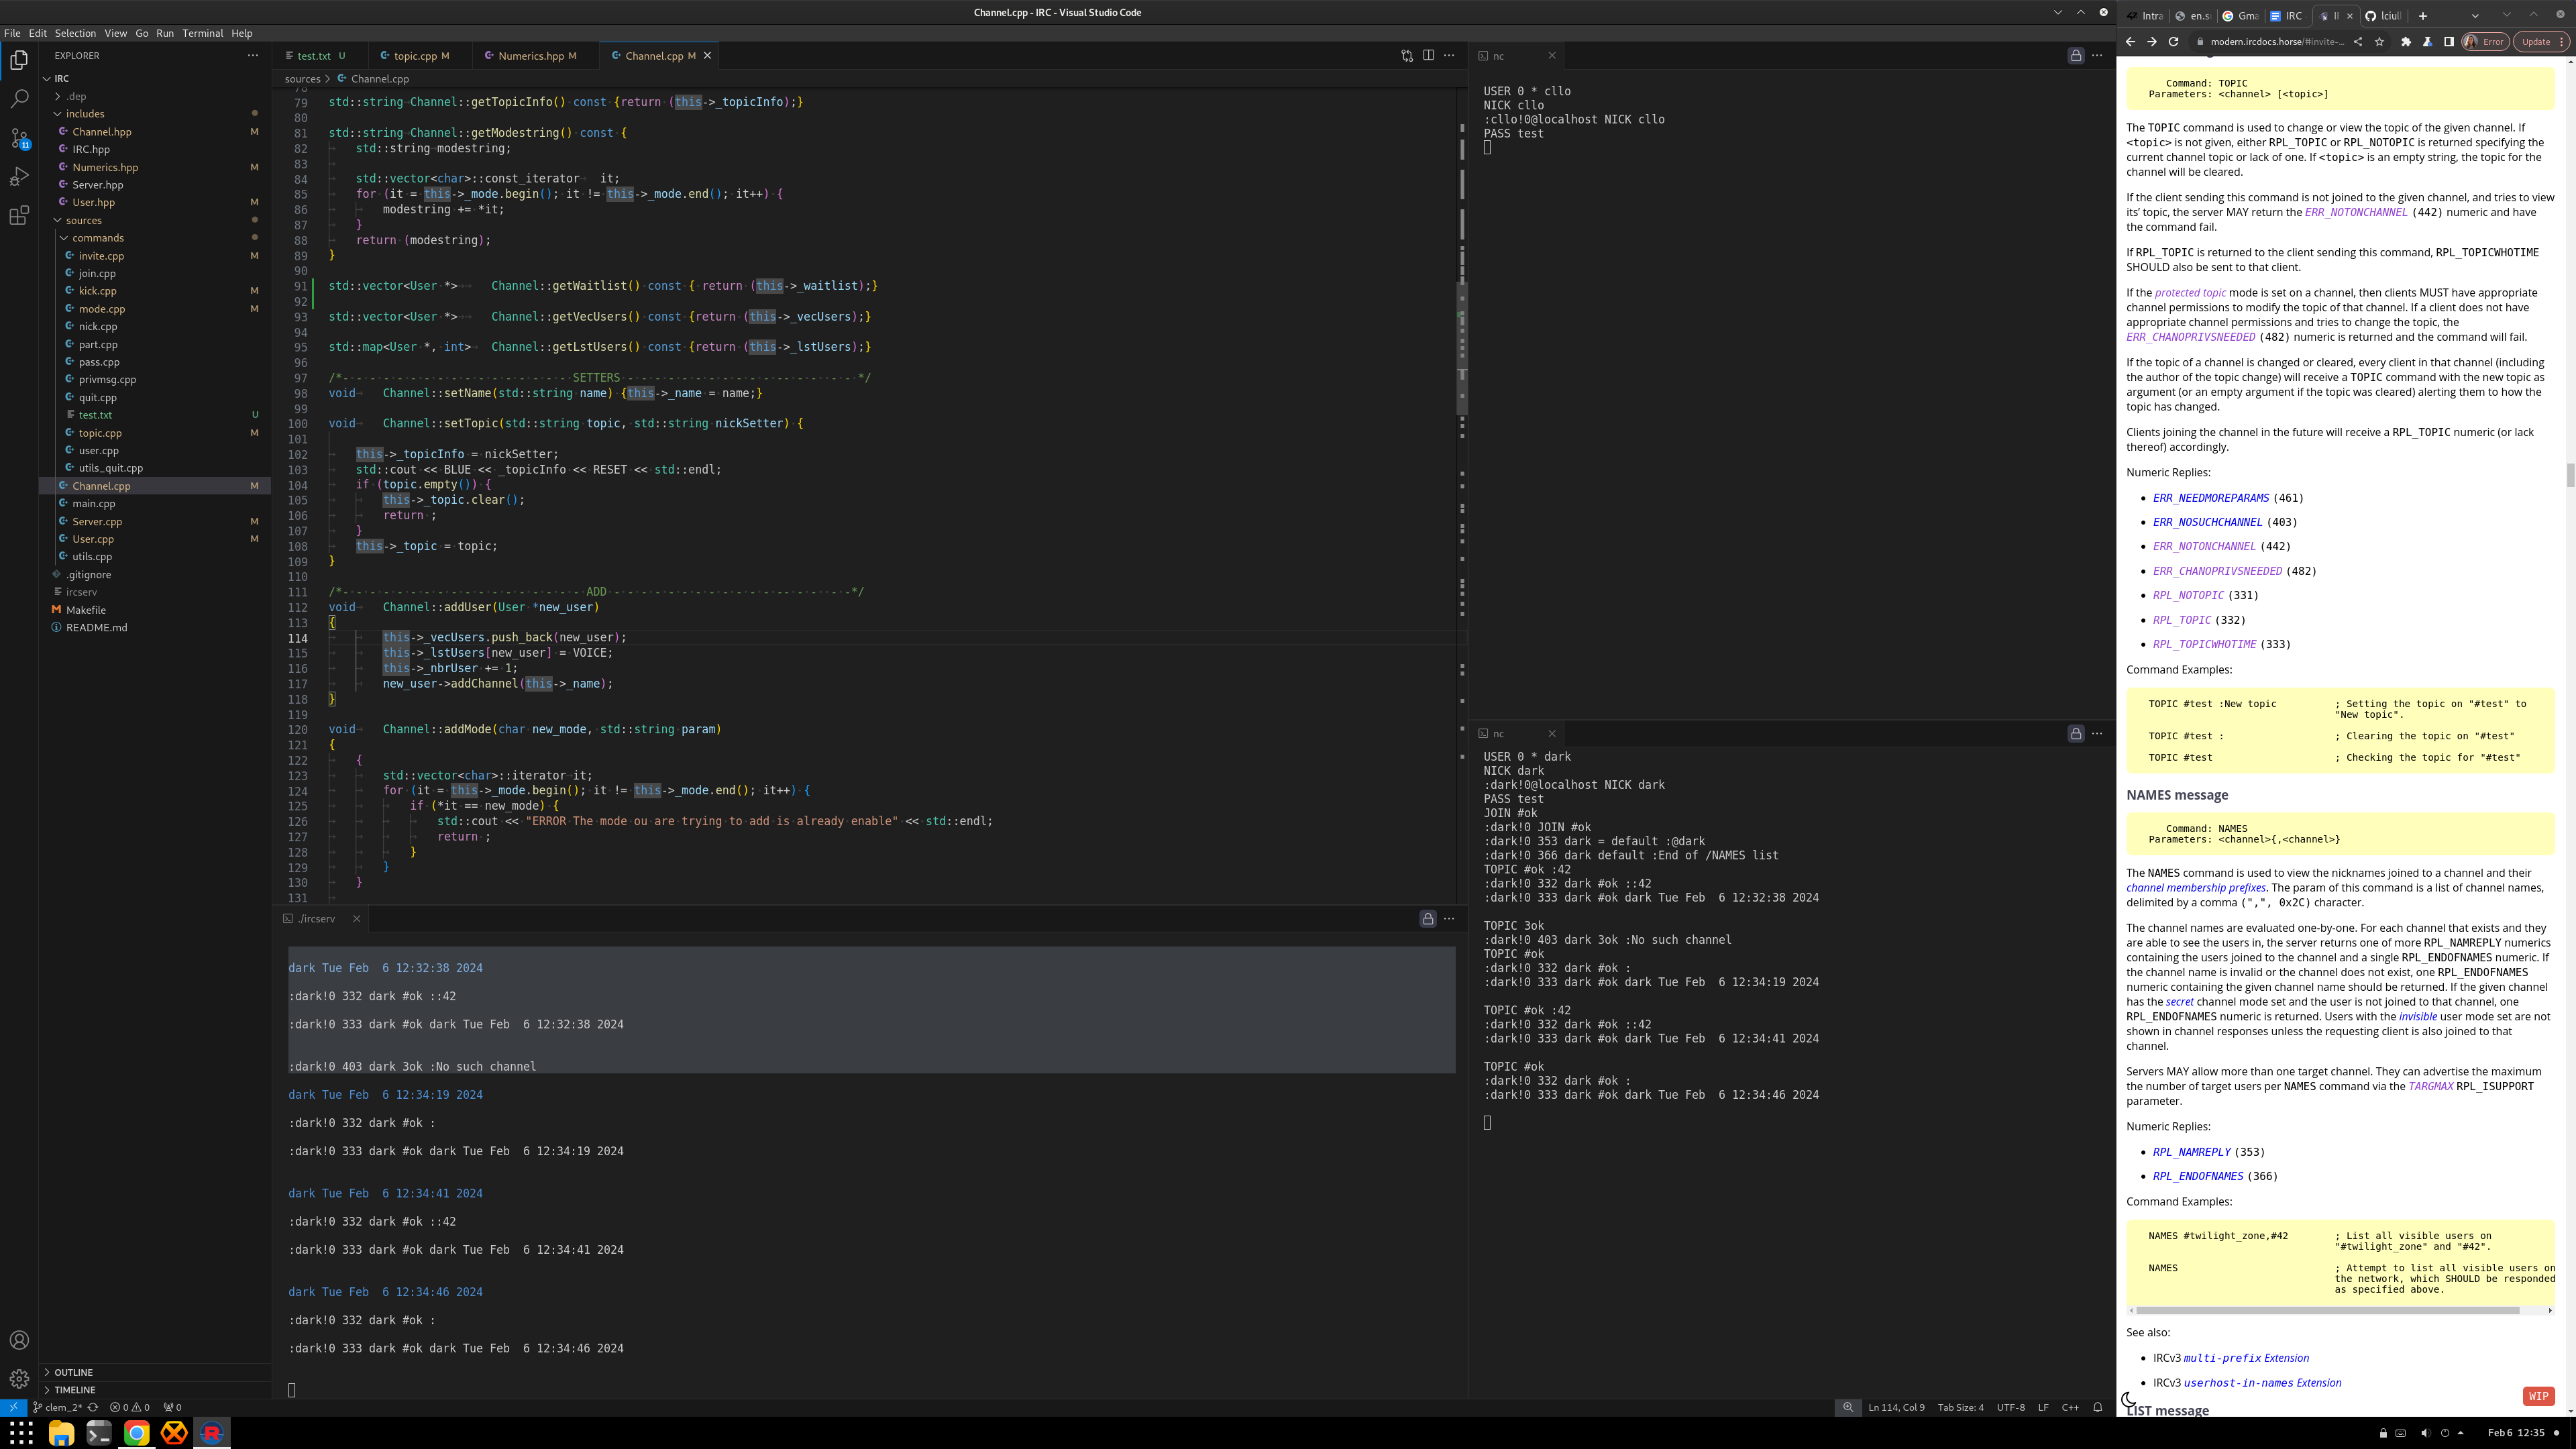 Channel.cpp - IRC - Visual Studio Code
File Edit Selection View Go Run Terminal Help
EXPLORER
IRC
.dep
includes
Channel.hpp M
IRC.hpp
Numerics.hpp M
Server.hpp
User.hpp M
sources
commands
invite.cpp M
join.cpp
kick.cpp M
mode.cpp M
nick.cpp
part.cpp
pass.cpp
privmsg.cpp
quit.cpp
test.txt U
topic.cpp M
user.cpp
utils_quit.cpp
Channel.cpp M
main.cpp
Server.cpp M
User.cpp M
utils.cpp
.gitignore
ircserv
Makefile
README.md
OUTLINE
TIMELINE
11
test.txt U
topic.cpp M
Numerics.hpp M
Channel.cpp M
sources > Channel.cpp
78
79 std::string Channel::getTopicInfo() const {return (this->_topicInfo);}
80
81 std::string Channel::getModestring() const {
82 std::string modestring;
83
84 std::vector<char>::const_iterator it;
85 for (it = this->_mode.begin(); it != this->_mode.end(); it++) {
86 modestring += *it;
87 }
88 return (modestring);
89 }
90
91 std::vector<User *> Channel::getWaitlist() const { return (this->_waitlist);}
92
93 std::vector<User *> Channel::getVecUsers() const {return (this->_vecUsers);}
94
95 std::map<User *, int> Channel::getLstUsers() const {return (this->_lstUsers);}
96
97 /*- - - - - - - - - - - - - - - - - SETTERS - - - - - - - - - - - - - - - - - */
98 void Channel::setName(std::string name) {this->_name = name;}
99
100 void Channel::setTopic(std::string topic, std::string nickSetter) {
101
102 this->_topicInfo = nickSetter;
103 std::cout << BLUE << _topicInfo << RESET << std::endl;
104 if (topic.empty()) {
105 this->_topic.clear();
106 return ;
107 }
108 this->_topic = topic;
109 }
110
111 /*- - - - - - - - - - - - - - - - - - ADD - - - - - - - - - - - - - - - - - -*/
112 void Channel::addUser(User *new_user)
113 {
114 this->_vecUsers.push_back(new_user);
115 this->_lstUsers[new_user] = VOICE;
116 this->_nbrUser += 1;
117 new_user->addChannel(this->_name);
118 }
119
120 void Channel::addMode(char new_mode, std::string param)
121 {
122 {
123 std::vector<char>::iterator it;
124 for (it = this->_mode.begin(); it != this->_mode.end(); it++) {
125 if (*it == new_mode) {
126 std::cout << "ERROR The mode ou are trying to add is already enable" << std::endl;
127 return ;
128 }
129 }
130 }
131
./ircserv
dark Tue Feb  6 12:32:38 2024
:dark!0 332 dark #ok ::42
:dark!0 333 dark #ok dark Tue Feb  6 12:32:38 2024
:dark!0 403 dark 3ok :No such channel
dark Tue Feb  6 12:34:19 2024
:dark!0 332 dark #ok :
:dark!0 333 dark #ok dark Tue Feb  6 12:34:19 2024
dark Tue Feb  6 12:34:41 2024
:dark!0 332 dark #ok ::42
:dark!0 333 dark #ok dark Tue Feb  6 12:34:41 2024
dark Tue Feb  6 12:34:46 2024
:dark!0 332 dark #ok :
:dark!0 333 dark #ok dark Tue Feb  6 12:34:46 2024
nc
USER 0 * cllo
NICK cllo
:cllo!0@localhost NICK cllo
PASS test
nc
USER 0 * dark
NICK dark
:dark!0@localhost NICK dark
PASS test
JOIN #ok
:dark!0 JOIN #ok
:dark!0 353 dark = default :@dark
:dark!0 366 dark default :End of /NAMES list
TOPIC #ok :42
:dark!0 332 dark #ok ::42
:dark!0 333 dark #ok dark Tue Feb  6 12:32:38 2024
TOPIC 3ok
:dark!0 403 dark 3ok :No such channel
TOPIC #ok
:dark!0 332 dark #ok :
:dark!0 333 dark #ok dark Tue Feb  6 12:34:19 2024
TOPIC #ok :42
:dark!0 332 dark #ok ::42
:dark!0 333 dark #ok dark Tue Feb  6 12:34:41 2024
TOPIC #ok
:dark!0 332 dark #ok :
:dark!0 333 dark #ok dark Tue Feb  6 12:34:46 2024
clem_2* 0 0 0
Ln 114, Col 9 Tab Size: 4 UTF-8 LF C++
Intra en.s Gma IRC lciull
modern.ircdocs.horse/#invite-... Error Update
Command: TOPIC
Parameters: <channel> [<topic>]
The TOPIC command is used to change or view the topic of the given channel. If
<topic> is not given, either RPL_TOPIC or RPL_NOTOPIC is returned specifying the
current channel topic or lack of one. If <topic> is an empty string, the topic for the
channel will be cleared.
If the client sending this command is not joined to the given channel, and tries to view
its’ topic, the server MAY return the ERR_NOTONCHANNEL (442) numeric and have
the command fail.
If RPL_TOPIC is returned to the client sending this command, RPL_TOPICWHOTIME
SHOULD also be sent to that client.
If the protected topic mode is set on a channel, then clients MUST have appropriate
channel permissions to modify the topic of that channel. If a client does not have
appropriate channel permissions and tries to change the topic, the
ERR_CHANOPRIVSNEEDED (482) numeric is returned and the command will fail.
If the topic of a channel is changed or cleared, every client in that channel (including
the author of the topic change) will receive a TOPIC command with the new topic as
argument (or an empty argument if the topic was cleared) alerting them to how the
topic has changed.
Clients joining the channel in the future will receive a RPL_TOPIC numeric (or lack
thereof) accordingly.
Numeric Replies:
• ERR_NEEDMOREPARAMS (461)
• ERR_NOSUCHCHANNEL (403)
• ERR_NOTONCHANNEL (442)
• ERR_CHANOPRIVSNEEDED (482)
• RPL_NOTOPIC (331)
• RPL_TOPIC (332)
• RPL_TOPICWHOTIME (333)
Command Examples:
TOPIC #test :New topic ; Setting the topic on "#test" to
"New topic".
TOPIC #test : ; Clearing the topic on "#test"
TOPIC #test ; Checking the topic for "#test"
NAMES message
Command: NAMES
Parameters: <channel>{,<channel>}
The NAMES command is used to view the nicknames joined to a channel and their
channel membership prefixes. The param of this command is a list of channel names,
delimited by a comma (",", 0x2C) character.
The channel names are evaluated one-by-one. For each channel that exists and they
are able to see the users in, the server returns one of more RPL_NAMREPLY numerics
containing the users joined to the channel and a single RPL_ENDOFNAMES numeric. If
the channel name is invalid or the channel does not exist, one RPL_ENDOFNAMES
numeric containing the given channel name should be returned. If the given channel
has the secret channel mode set and the user is not joined to that channel, one
RPL_ENDOFNAMES numeric is returned. Users with the invisible user mode set are not
shown in channel responses unless the requesting client is also joined to that
channel.
Servers MAY allow more than one target channel. They can advertise the maximum
the number of target users per NAMES command via the TARGMAX RPL_ISUPPORT
parameter.
Numeric Replies:
• RPL_NAMREPLY (353)
• RPL_ENDOFNAMES (366)
Command Examples:
NAMES #twilight_zone,#42 ; List all visible users on
"#twilight_zone" and "#42".
NAMES ; Attempt to list all visible users on
the network, which SHOULD be responded
as specified above.
See also:
• IRCv3 multi-prefix Extension
• IRCv3 userhost-in-names Extension
WIP
LIST message
Feb 6 12:35